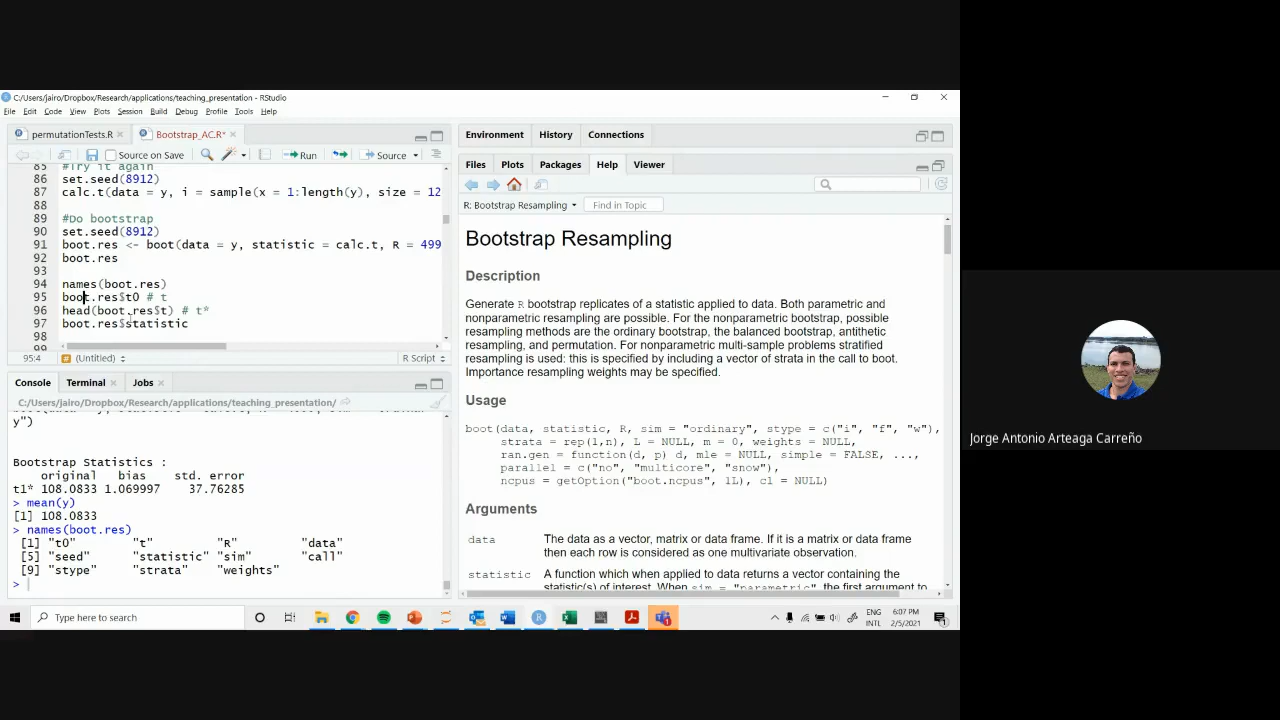 C:/Users/jairo/Dropbox/Research/applications/teaching_presentation - RStudio
File Edit Code View Plots Session Build Debug Profile Tools Help
permutationTests.R
Bootstrap_AC.R*
Source on Save
Run
Source
85 #Try it again
86 set.seed(8912)
87 calc.t(data = y, i = sample(x = 1:length(y), size = 12
88
89 #Do bootstrap
90 set.seed(8912)
91 boot.res <- boot(data = y, statistic = calc.t, R = 499
92 boot.res
93
94 names(boot.res)
95 boot.res$t0 # t
96 head(boot.res$t) # t*
97 boot.res$statistic
98
99
95:4 (Untitled) R Script
Console Terminal Jobs
C:/Users/jairo/Dropbox/Research/applications/teaching_presentation/
y")
Bootstrap Statistics :
original bias std. error
t1* 108.0833 1.069997 37.76285
> mean(y)
[1] 108.0833
> names(boot.res)
[1] "t0" "t" "R" "data"
[5] "seed" "statistic" "sim" "call"
[9] "stype" "strata" "weights"
>
Environment History Connections
Files Plots Packages Help Viewer
R: Bootstrap Resampling Find in Topic
Bootstrap Resampling
Description
Generate R bootstrap replicates of a statistic applied to data. Both parametric and
nonparametric resampling are possible. For the nonparametric bootstrap, possible
resampling methods are the ordinary bootstrap, the balanced bootstrap, antithetic
resampling, and permutation. For nonparametric multi-sample problems stratified
resampling is used: this is specified by including a vector of strata in the call to boot.
Importance resampling weights may be specified.
Usage
boot(data, statistic, R, sim = "ordinary", stype = c("i", "f", "w"),
strata = rep(1,n), L = NULL, m = 0, weights = NULL,
ran.gen = function(d, p) d, mle = NULL, simple = FALSE, ...,
parallel = c("no", "multicore", "snow"),
ncpus = getOption("boot.ncpus", 1L), cl = NULL)
Arguments
data The data as a vector, matrix or data frame. If it is a matrix or data frame
then each row is considered as one multivariate observation.
statistic A function which when applied to data returns a vector containing the
statistic(s) of interest. When sim = "parametric", the first argument to
Type here to search
ENG
INTL
6:07 PM
2/5/2021
Jorge Antonio Arteaga Carreño